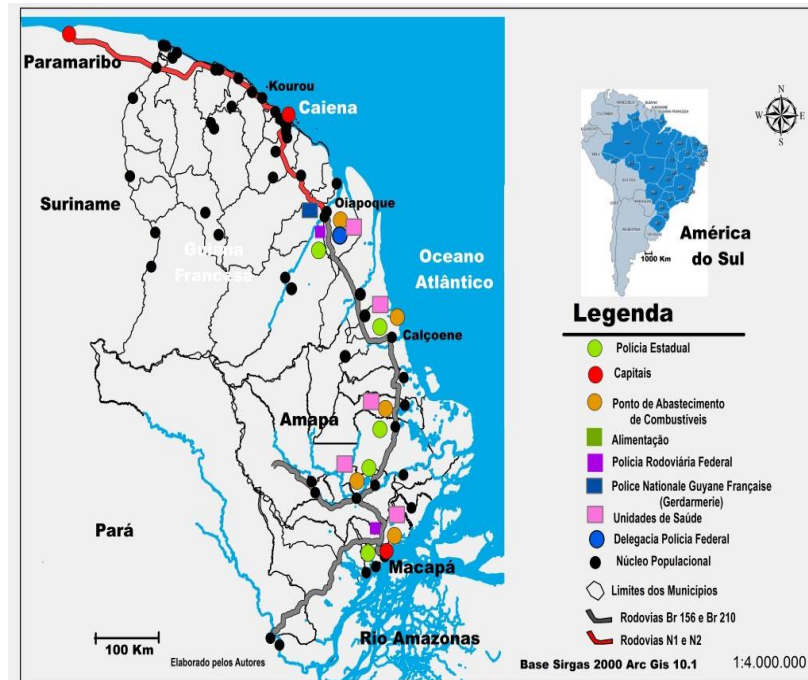 Paramaribo
Kourou
Caiena
Suriname
Oiapoque
Guiana
Francesa
Oceano
Atlântico
Calçoene
Amapá
Pará
Macapá
Rio Amazonas
100 Km
Elaborado pelos Autores
Base Sirgas 2000 Arc Gis 10.1
1:4.000.000
N
W
E
S
América
do Sul
1000 Km
Legenda
Polícia Estadual
Capitais
Ponto de Abastecimento
de Combustíveis
Alimentação
Polícia Rodoviária Federal
Police Nationale Guyane Française
(Gerdarmerie)
Unidades de Saúde
Delegacia Polícia Federal
Núcleo Populacional
Limites dos Municípios
Rodovias Br 156 e Br 210
Rodovias N1 e N2